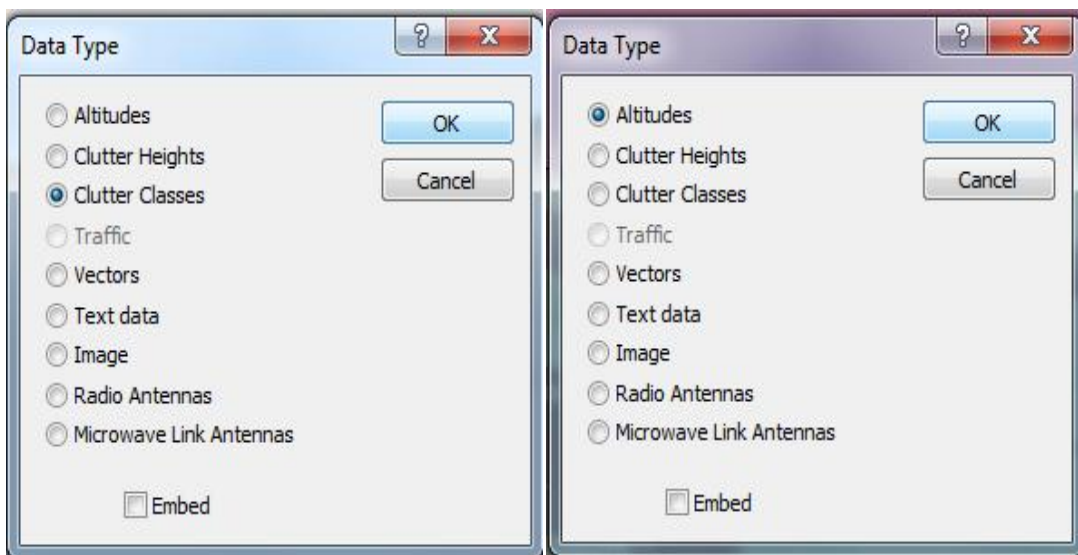 Data Type
Altitudes
OK
Clutter Heights
Clutter Classes
Cancel
Traffic
Vectors
Text data
Image
Radio Antennas
Microwave Link Antennas
Embed
Data Type
Altitudes
OK
Clutter Heights
Clutter Classes
Cancel
Traffic
Vectors
Text data
Image
Radio Antennas
Microwave Link Antennas
Embed